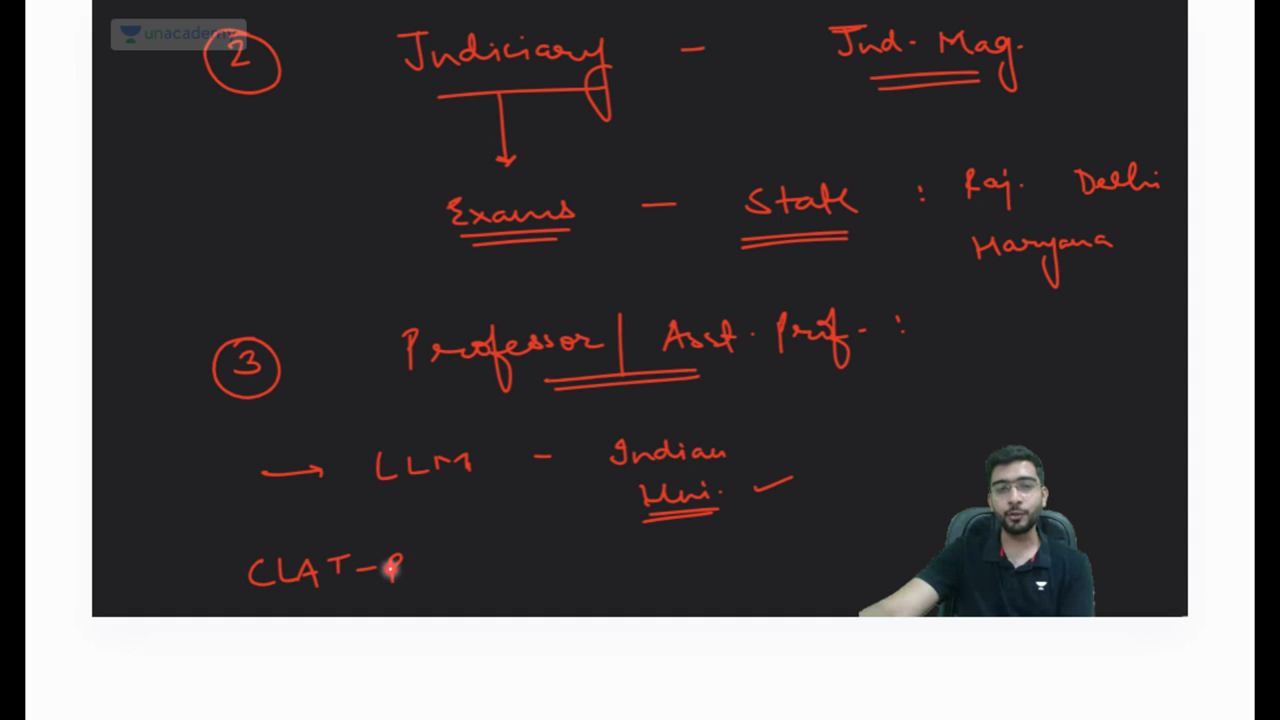 unacademy
2 Judiciary - Jud. Mag.
Exams - State : Raj. Delhi
Haryana
3 Professor | Asst. Prof. :
→ LLM - Indian
Uni. ✓
CLAT-P